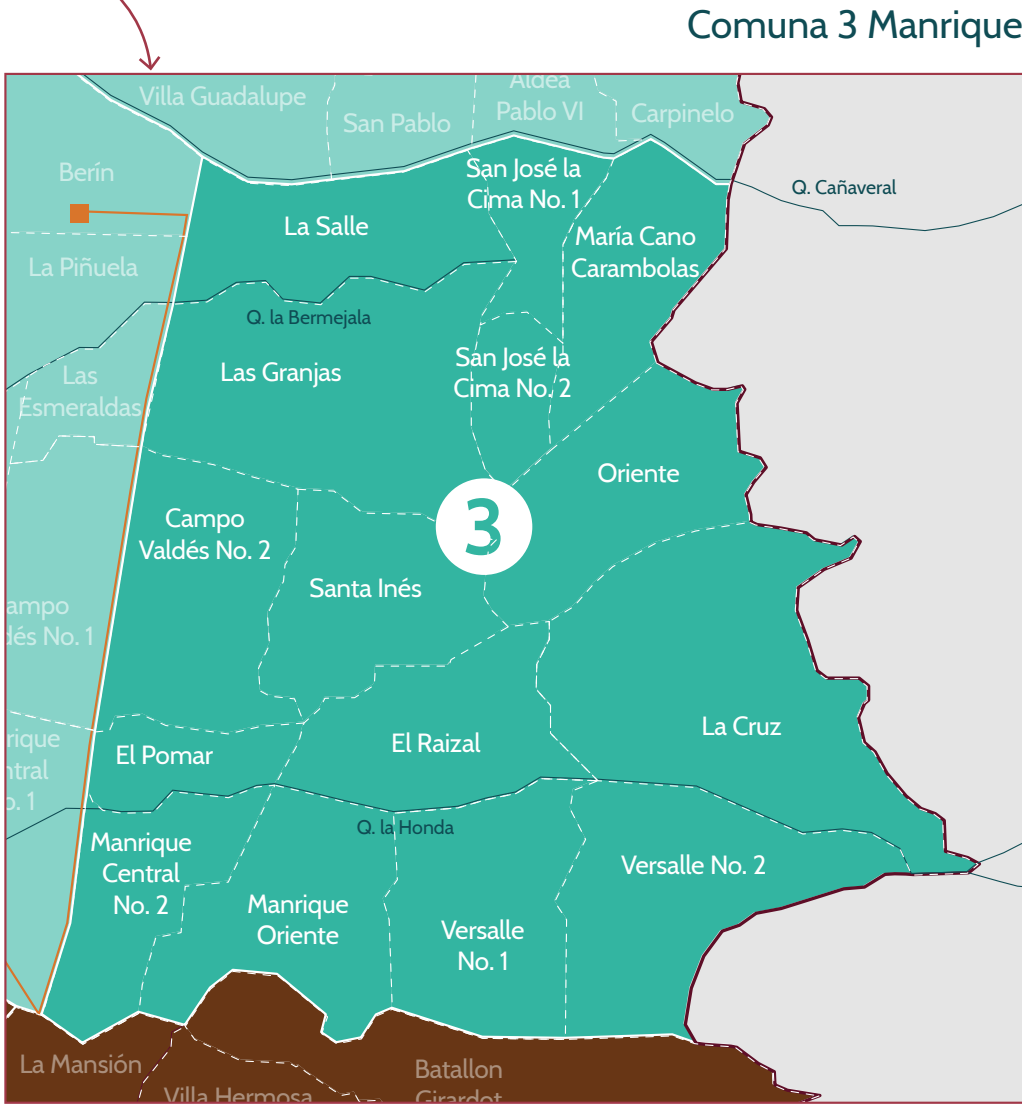 Comuna 3 Manrique
Villa Guadalupe
San Pablo
Aldea
Pablo VI
Carpinelo
Berín
San José la
Cima No. 1
Q. Cañaveral
La Salle
María Cano
Carambolas
La Piñuela
Q. la Bermejala
Las Granjas
San José la
Cima No. 2
Las
Esmeraldas
Oriente
3
Campo
Valdés No. 2
Santa Inés
ampo
dés No. 1
La Cruz
El Raizal
El Pomar
rique
ntral
o. 1
Q. la Honda
Manrique
Central
No. 2
Versalle No. 2
Manrique
Oriente
Versalle
No. 1
La Mansión
Villa Hermosa
Batallon
Girardot